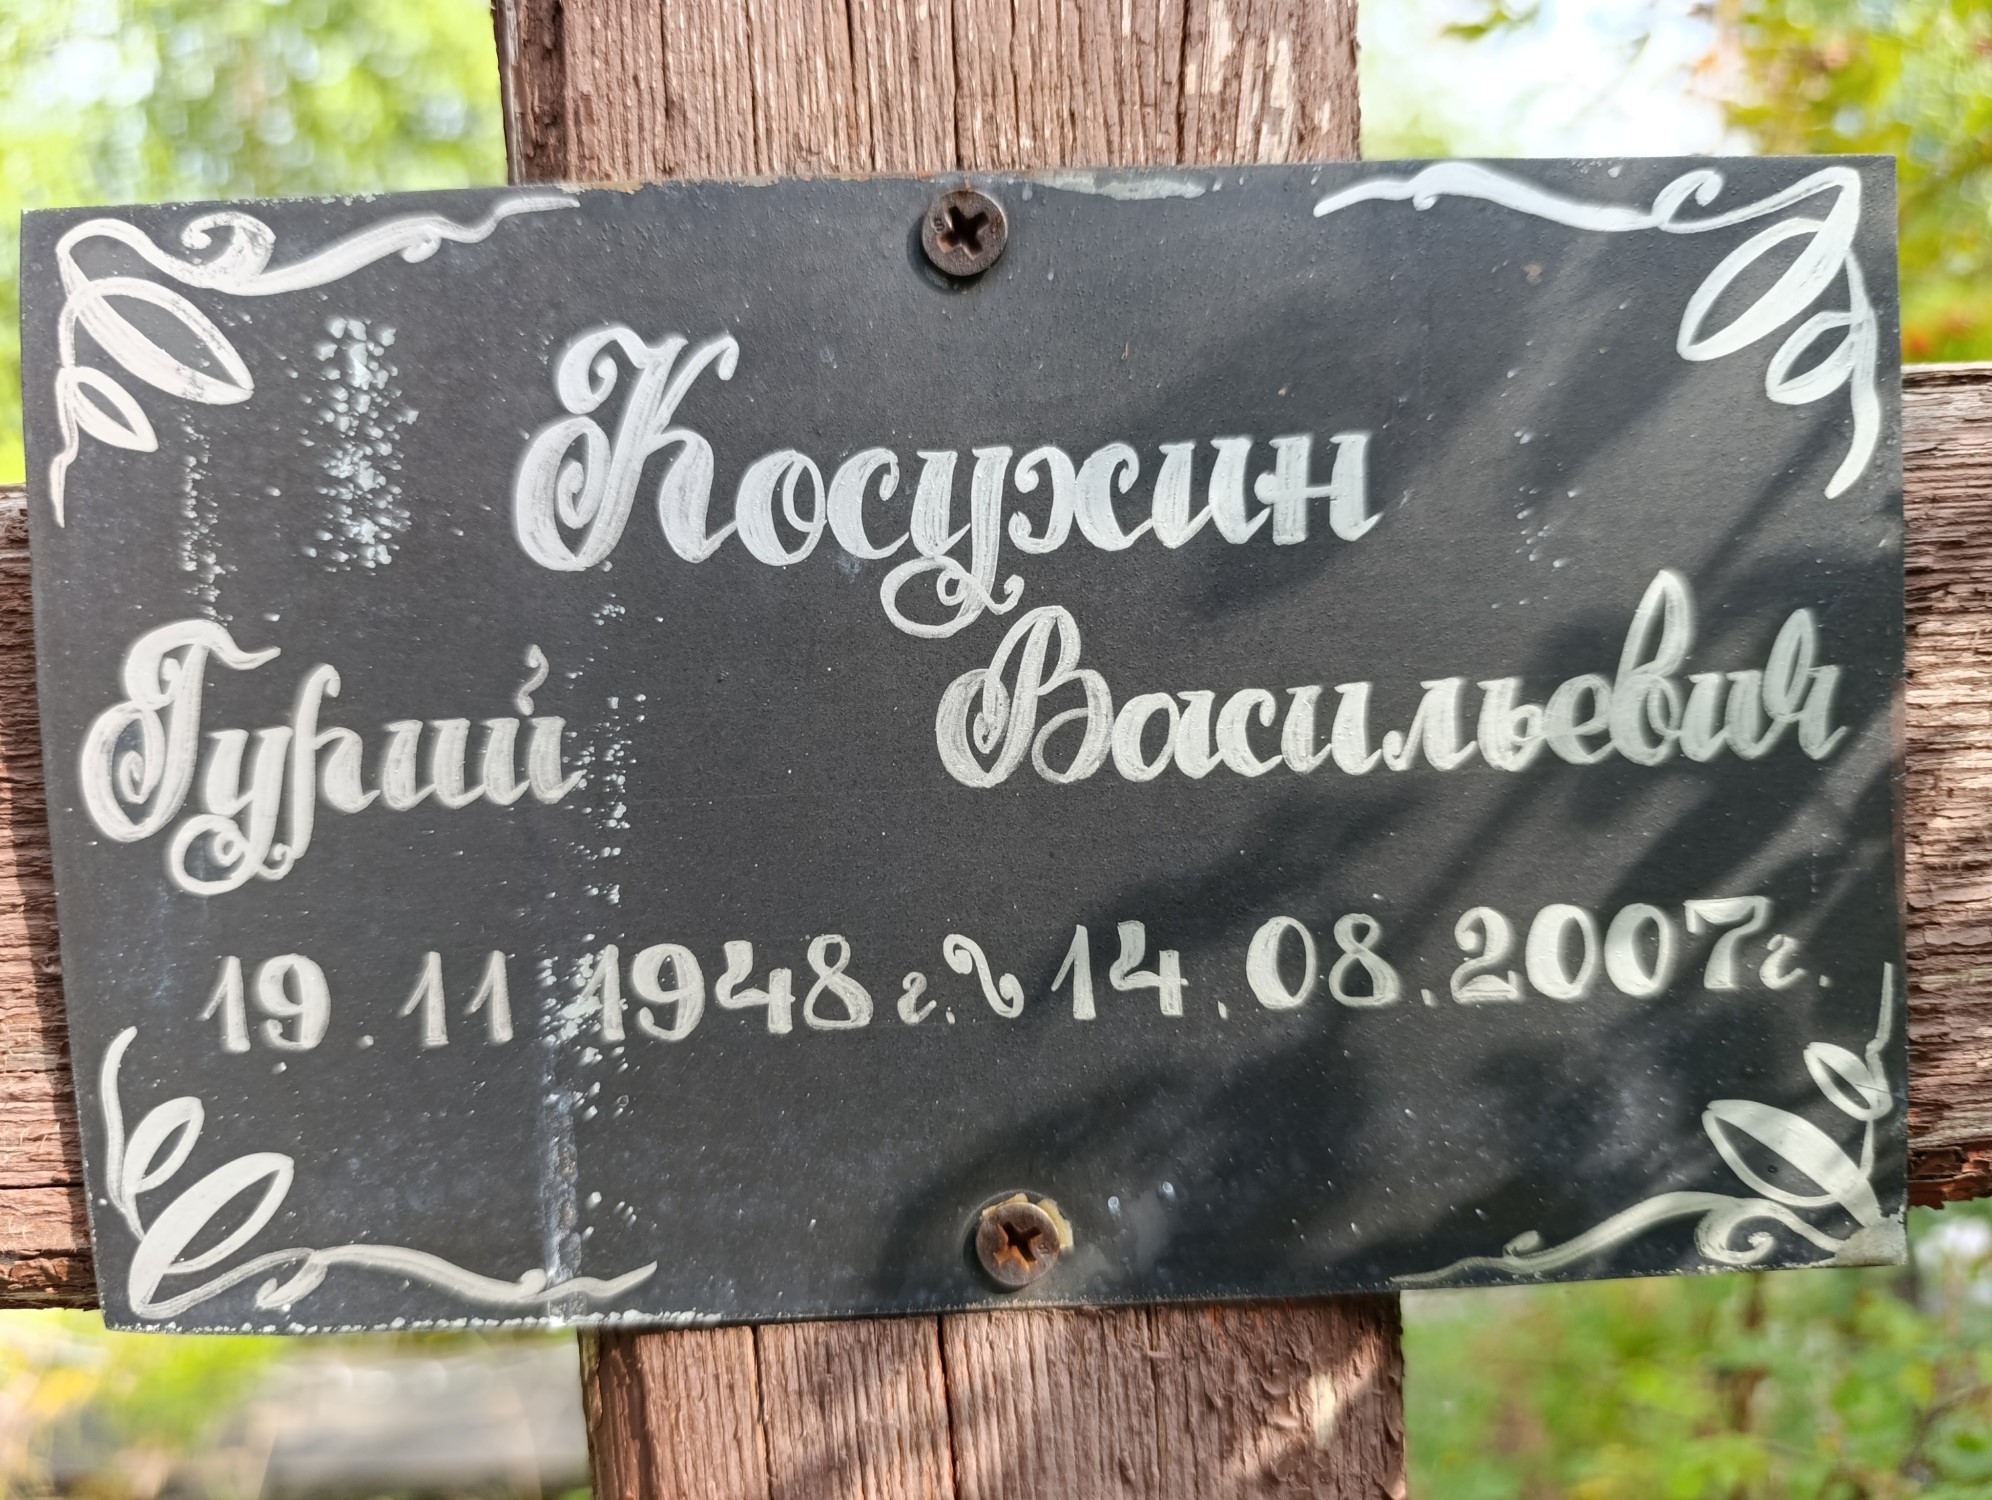 Косужин
Гурий Васильевич
19.11 1948г. ~ 14.08.2007г.